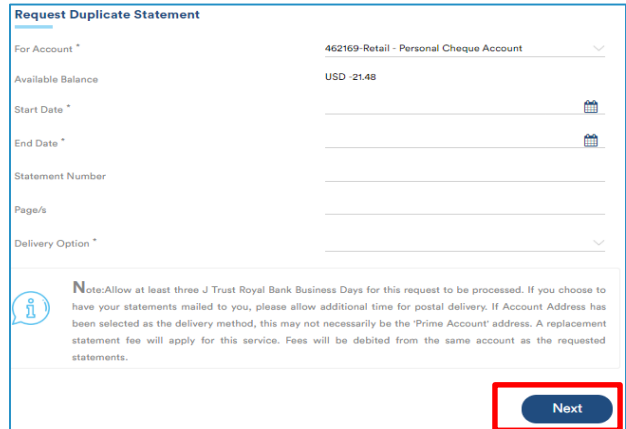 Request Duplicate Statement
For Account * 462169-Retail - Personal Cheque Account
Available Balance USD -21.48
Start Date *
End Date *
Statement Number
Page/s
Delivery Option *
Note:Allow at least three J Trust Royal Bank Business Days for this request to be processed. If you choose to
have your statements mailed to you, please allow additional time for postal delivery. If Account Address has
been selected as the delivery method, this may not necessarily be the 'Prime Account' address. A replacement
statement fee will apply for this service. Fees will be debited from the same account as the requested
statements.
Next